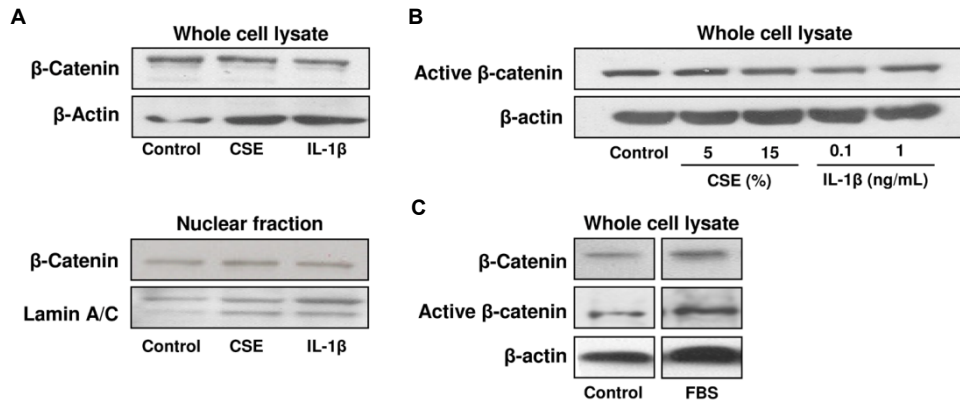 A
Whole cell lysate
β-Catenin
β-Actin
Control CSE IL-1β
Nuclear fraction
β-Catenin
Lamin A/C
Control CSE IL-1β
B
Whole cell lysate
Active β-catenin
β-actin
Control 5 15 0.1 1
CSE (%) IL-1β (ng/mL)
C
Whole cell lysate
β-Catenin
Active β-catenin
β-actin
Control FBS